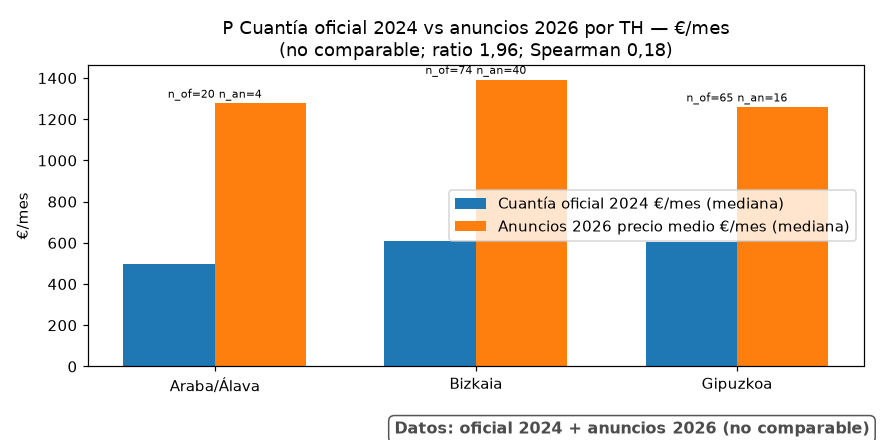 P Cuantía oficial 2024 vs anuncios 2026 por TH — €/mes
(no comparable; ratio 1,96; Spearman 0,18)
€/mes
1400
1200
1000
800
600
400
200
0
n_of=20 n_an=4
n_of=74 n_an=40
n_of=65 n_an=16
Cuantía oficial 2024 €/mes (mediana)
Anuncios 2026 precio medio €/mes (mediana)
Araba/Álava
Bizkaia
Gipuzkoa
Datos: oficial 2024 + anuncios 2026 (no comparable)